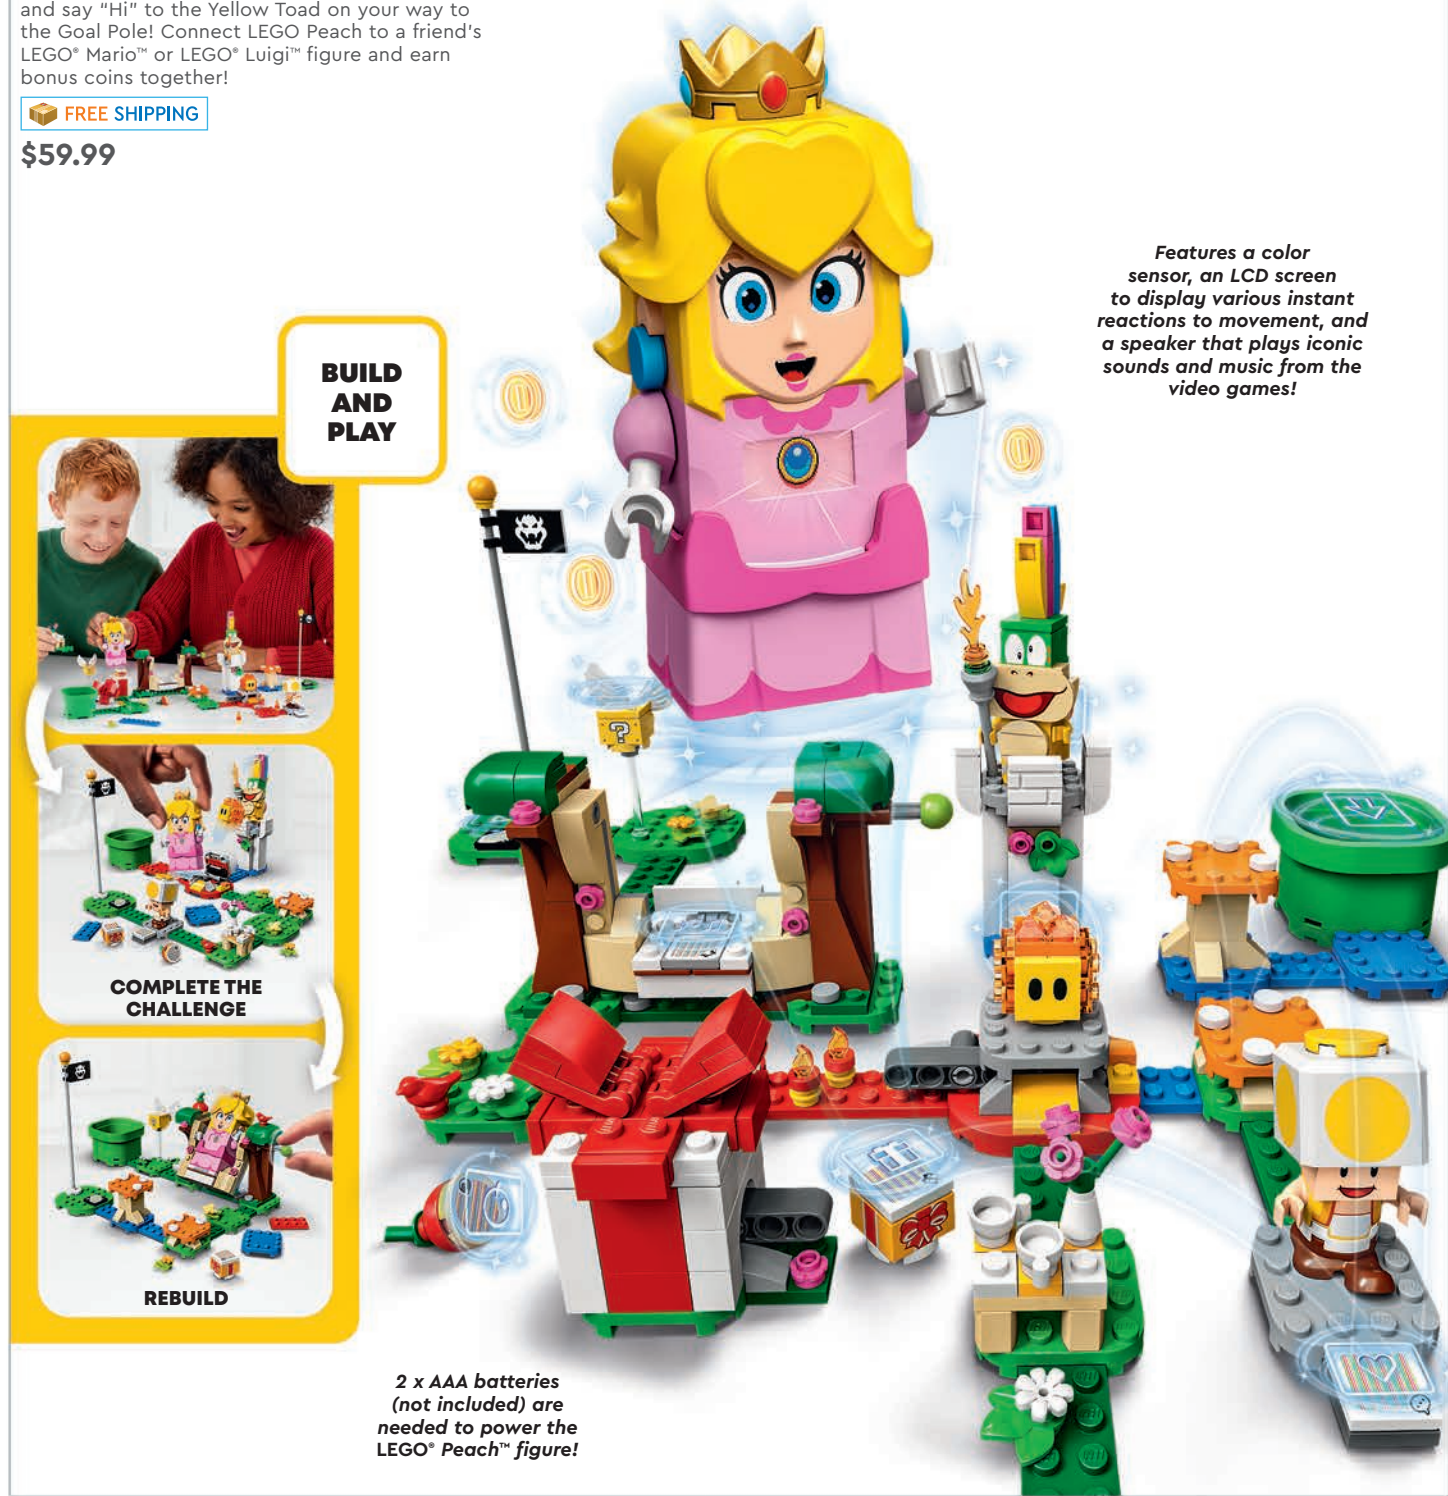 and say “Hi” to the Yellow Toad on your way to
the Goal Pole! Connect LEGO Peach to a friend’s
LEGO® Mario™ or LEGO® Luigi™ figure and earn
bonus coins together!
FREE SHIPPING
$59.99
Features a color
sensor, an LCD screen
to display various instant
reactions to movement, and
a speaker that plays iconic
sounds and music from the
video games!
BUILD
AND
PLAY
?
COMPLETE THE
CHALLENGE
REBUILD
2 x AAA batteries
(not included) are
needed to power the
LEGO® Peach™ figure!